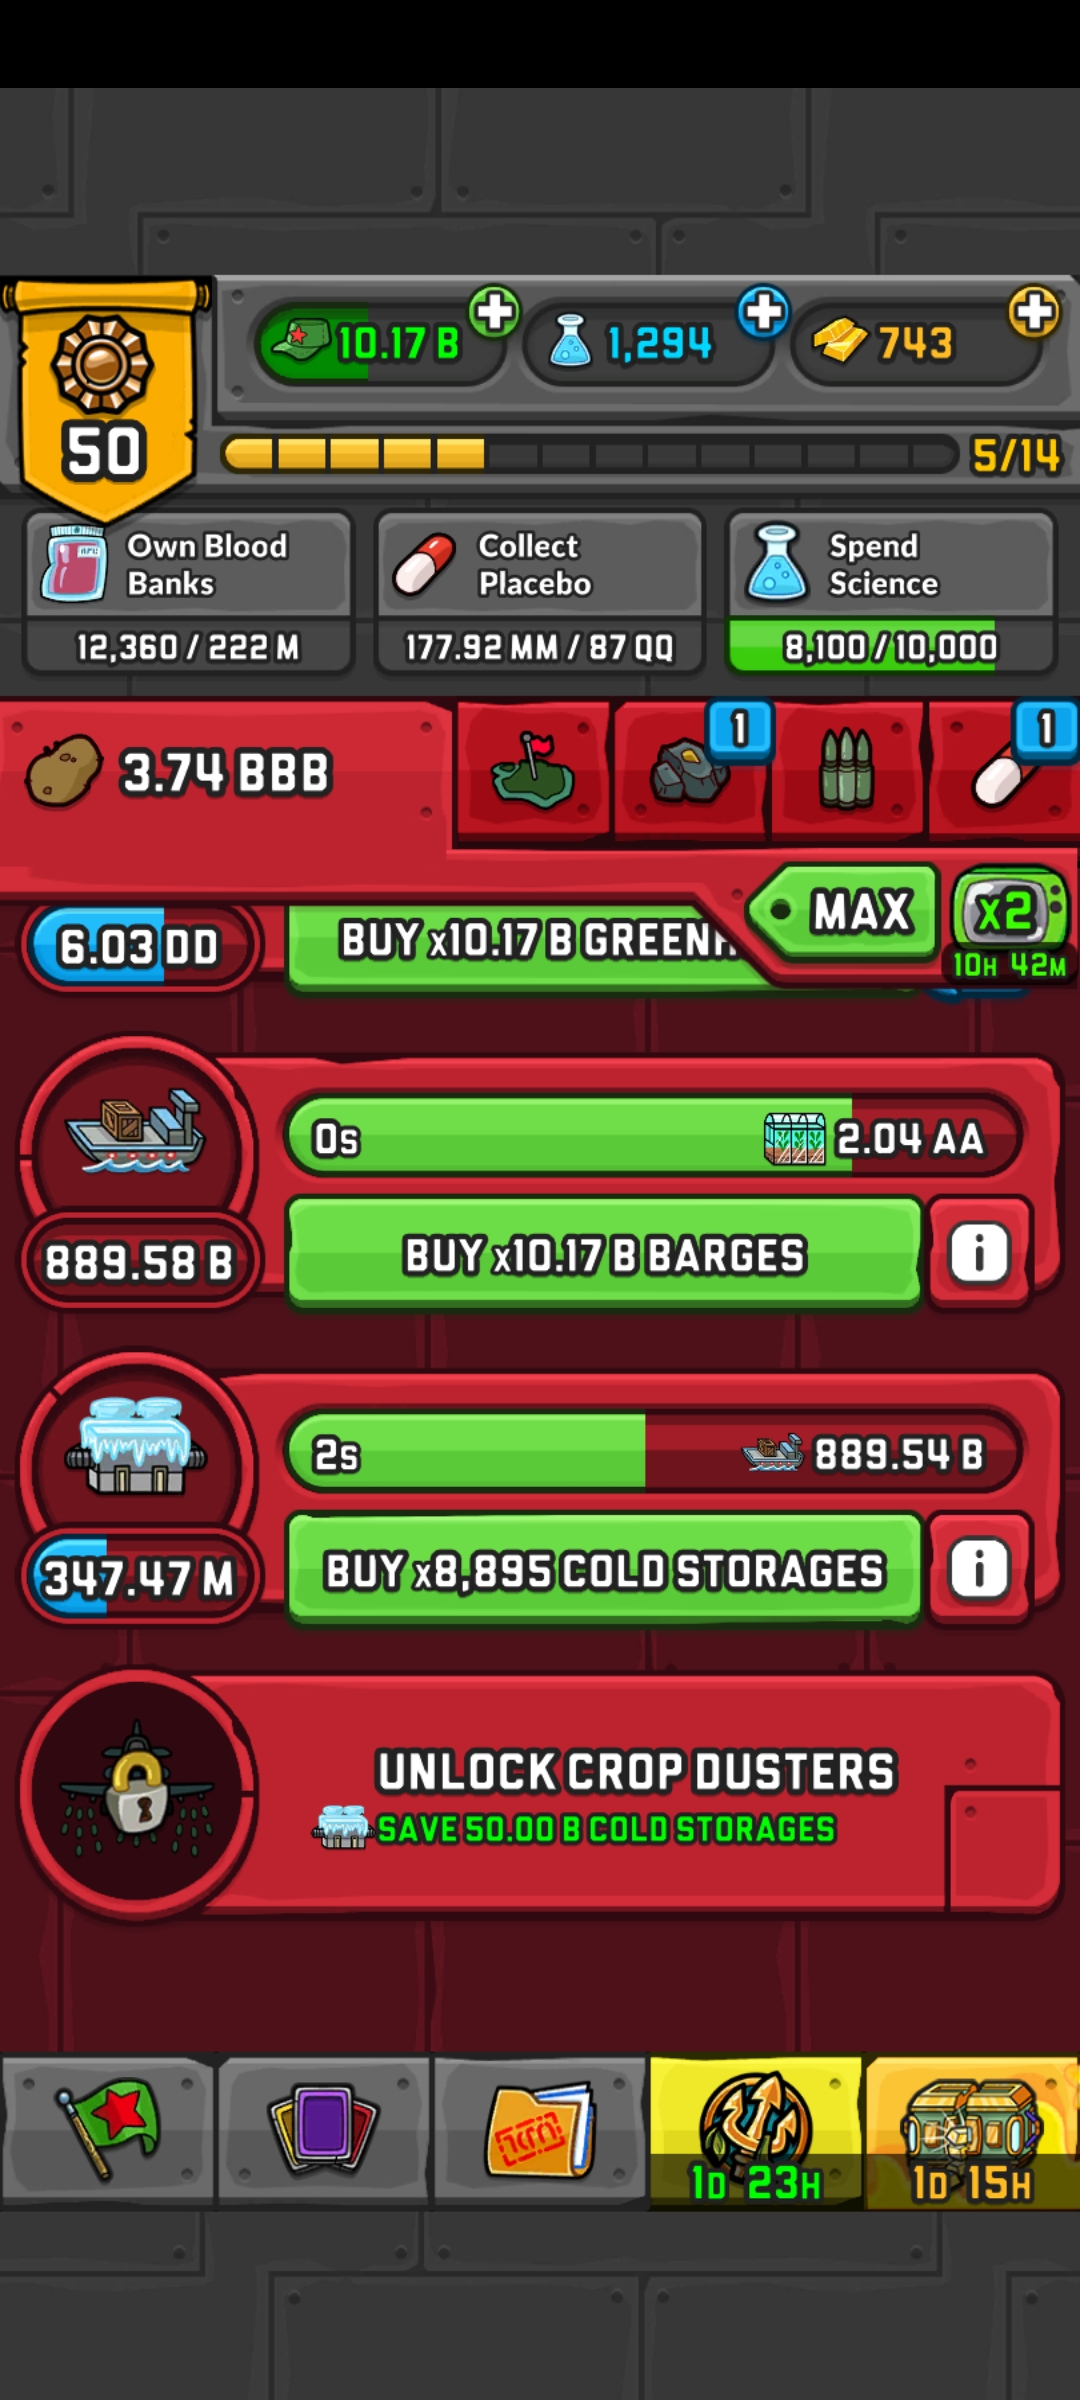 10.17 B
1,294
743
50
5/14
Own Blood Banks
12,360 / 222 M
Collect Placebo
177.92 MM / 87 QQ
Spend Science
8,100 / 10,000
3.74 BBB
1
1
MAX
x2
10H 42M
6.03 DD
BUY x10.17 B GREENH
0s
2.04 AA
889.58 B
BUY x10.17 B BARGES
i
2s
889.54 B
347.47 M
BUY x8,895 COLD STORAGES
i
UNLOCK CROP DUSTERS
SAVE 50.00 B COLD STORAGES
1D 23H
1D 15H